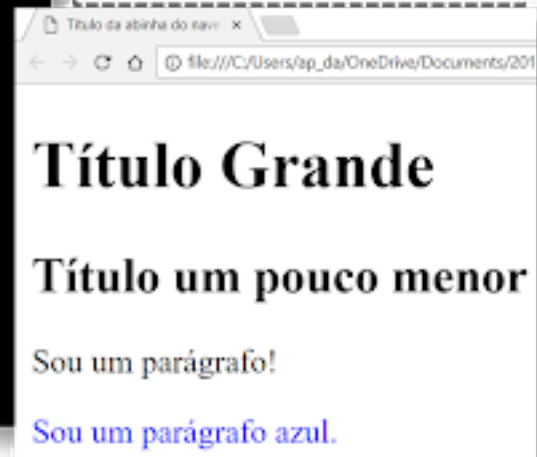 Título da abinha do nav
file:///C:/Users/ap_da/OneDrive/Documents/201
Título Grande
Título um pouco menor
Sou um parágrafo!
Sou um parágrafo azul.